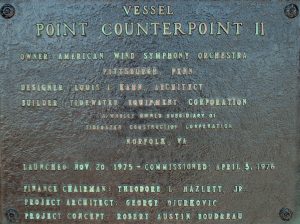 VESSEL
POINT COUNTERPOINT II
OWNER: AMERICAN WIND SYMPHONY ORCHESTRA
PITTSBURGH PENN
DESIGNER LOUIS I KAHN, ARCHITECT
BUILDER TIDEWATER EQUIPMENT CORPORATION
A WHOLLY OWNED SUBSIDIARY OF
TIDEWATER CONSTRUCTION CORPORATION
NORFOLK, VA
LAUNCHED: NOV. 20, 1975 - COMMISSIONED: APRIL 3, 1976
FINANCE CHAIRMAN: THEODORE L. HAZLETT, JR
PROJECT ARCHITECT: GEORGE DJURKOVIC
PROJECT CONCEPT: ROBERT AUSTIN BOUDREAU